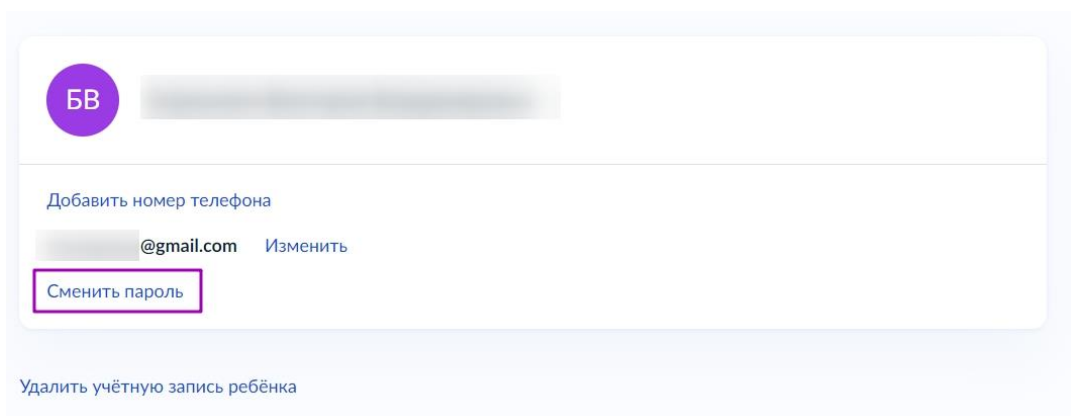 БВ
Добавить номер телефона
@gmail.com Изменить
Сменить пароль
Удалить учётную запись ребёнка